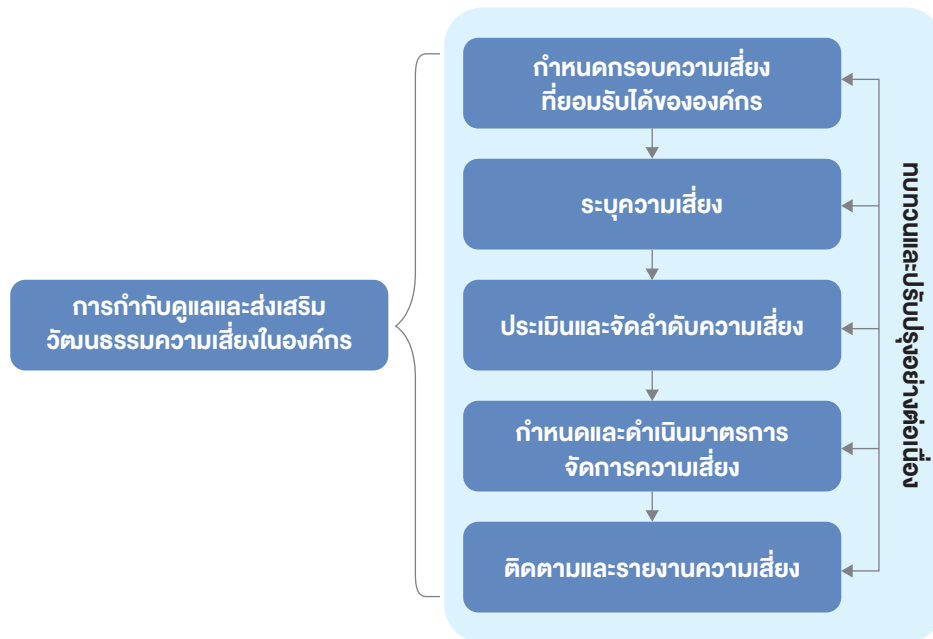 กำหนดกรอบความเสี่ยง
ที่ยอมรับได้ขององค์กร
ระบุความเสี่ยง
การกำกับดูแลและส่งเสริม
วัฒนธรรมความเสี่ยงในองค์กร
ประเมินและจัดลำดับความเสี่ยง
กำหนดและดำเนินมาตรการ
จัดการความเสี่ยง
ติดตามและรายงานความเสี่ยง
ทบทวนและปรับปรุงอย่างต่อเนื่อง